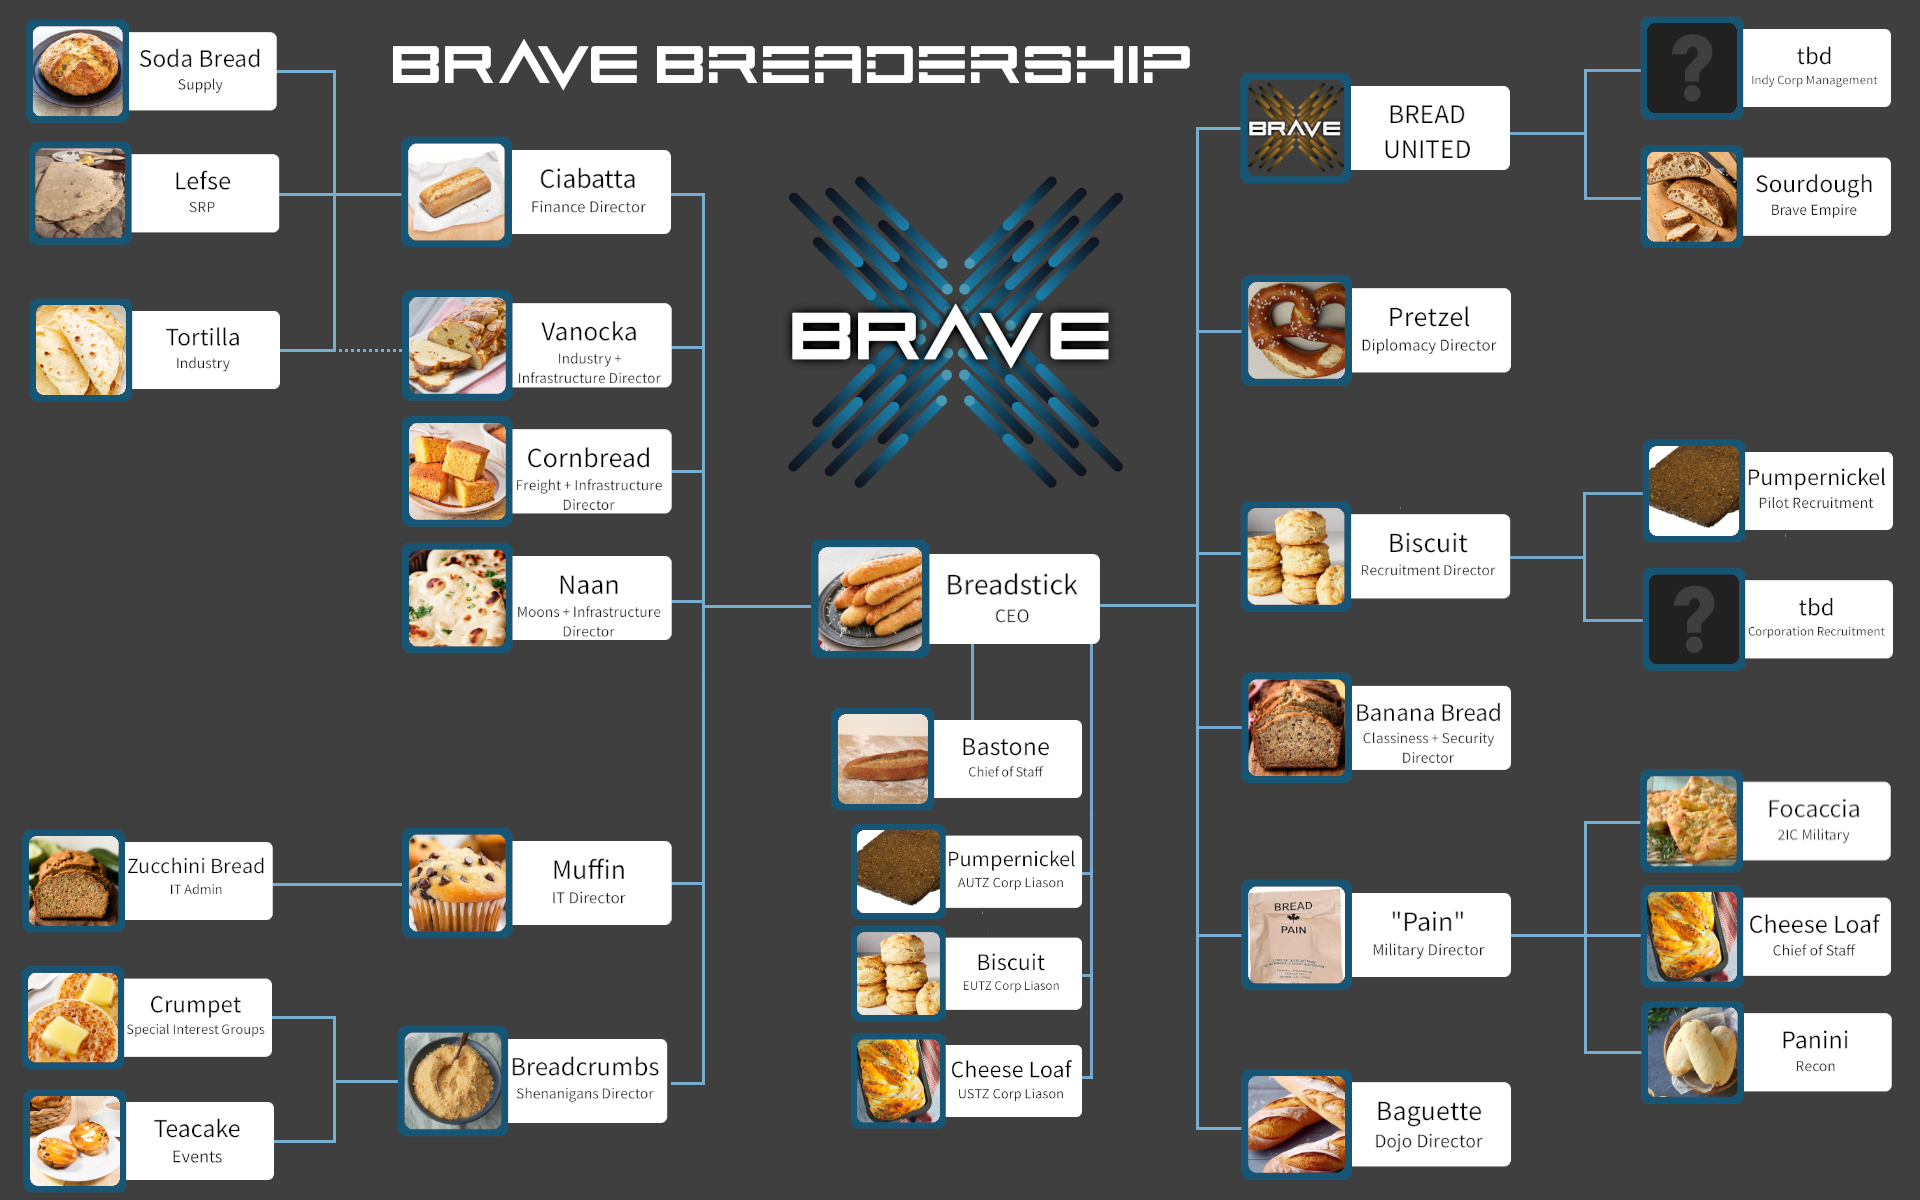 BRAVE BREADERSHIP
Soda Bread
Supply
Lefse
SRP
Tortilla
Industry
Ciabatta
Finance Director
Vanocka
Industry +
Infrastructure Director
Cornbread
Freight + Infrastructure
Director
Naan
Moons + Infrastructure
Director
Zucchini Bread
IT Admin
Muffin
IT Director
Crumpet
Special Interest Groups
Teacake
Events
Breadcrumbs
Shenanigans Director
BRAVE
Breadstick
CEO
Bastone
Chief of Staff
Pumpernickel
AUTZ Corp Liason
Biscuit
EUTZ Corp Liason
Cheese Loaf
USTZ Corp Liason
BRAVE
BREAD
UNITED
?
tbd
Indy Corp Management
Sourdough
Brave Empire
Pretzel
Diplomacy Director
Biscuit
Recruitment Director
Pumpernickel
Pilot Recruitment
?
tbd
Corporation Recruitment
Banana Bread
Classiness + Security
Director
BREAD
PAIN
"Pain"
Military Director
Focaccia
2IC Military
Cheese Loaf
Chief of Staff
Panini
Recon
Baguette
Dojo Director